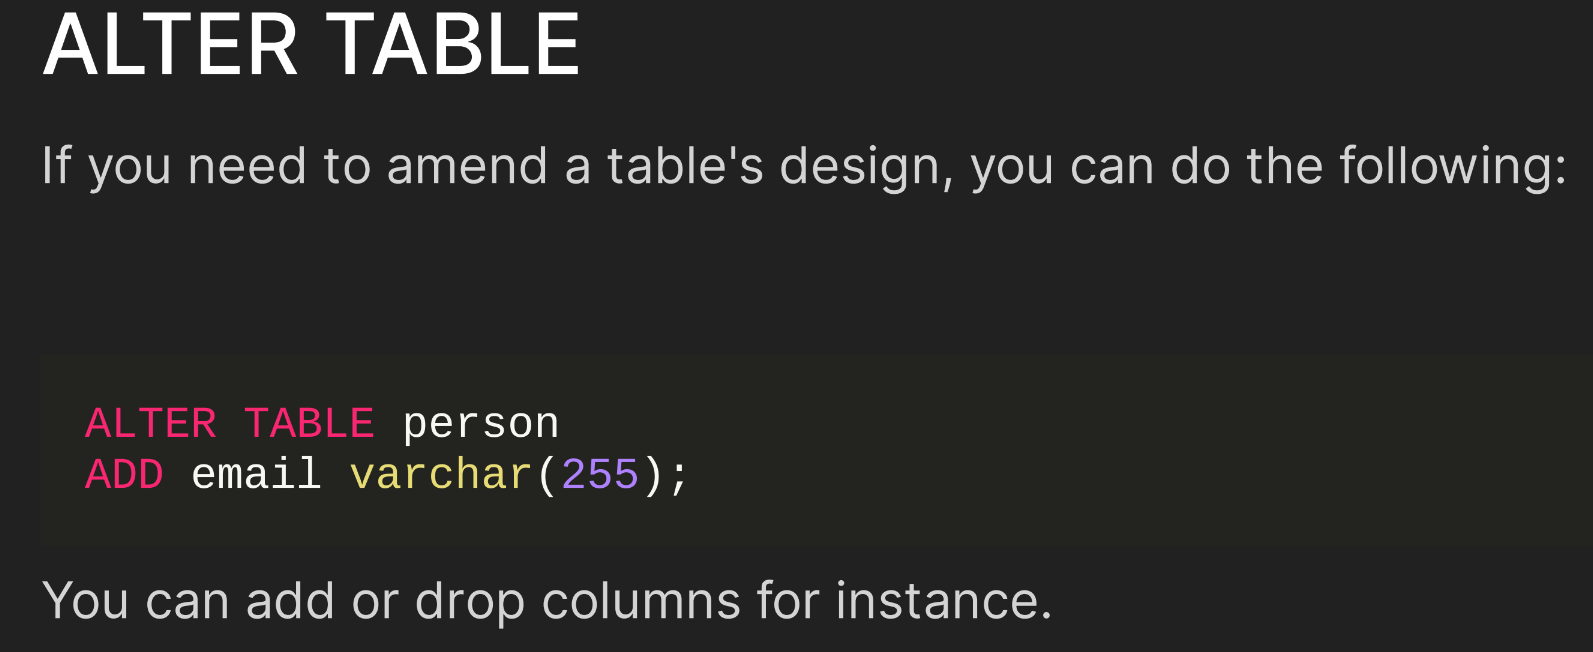 ALTER TABLE
If you need to amend a table's design, you can do the following:
ALTER TABLE person
ADD email varchar(255);
You can add or drop columns for instance.